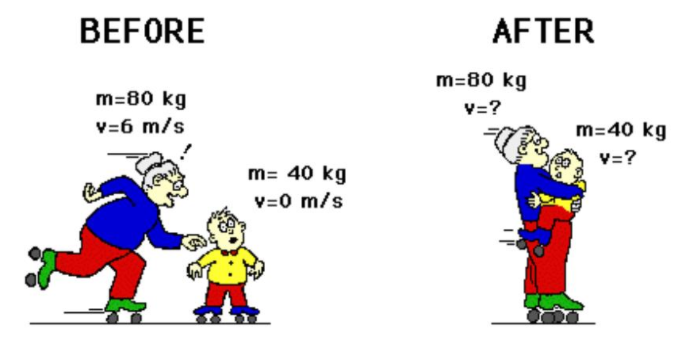 BEFORE
AFTER
m=80 kg
v=6 m/s
m= 40 kg
v=0 m/s
m=80 kg
v=?
m=40 kg
v=?